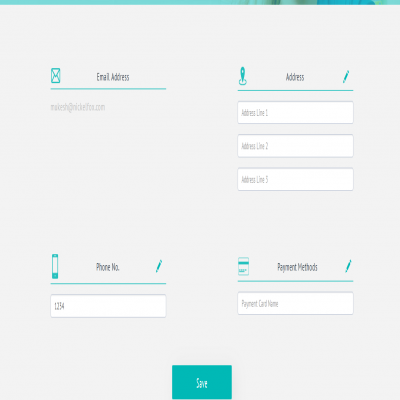 Email Address
makesh@nickelfox.com
Address
Address Line 1
Address Line 2
Address Line 3
Phone No.
1234
Payment Methods
Payment Card Name
Save